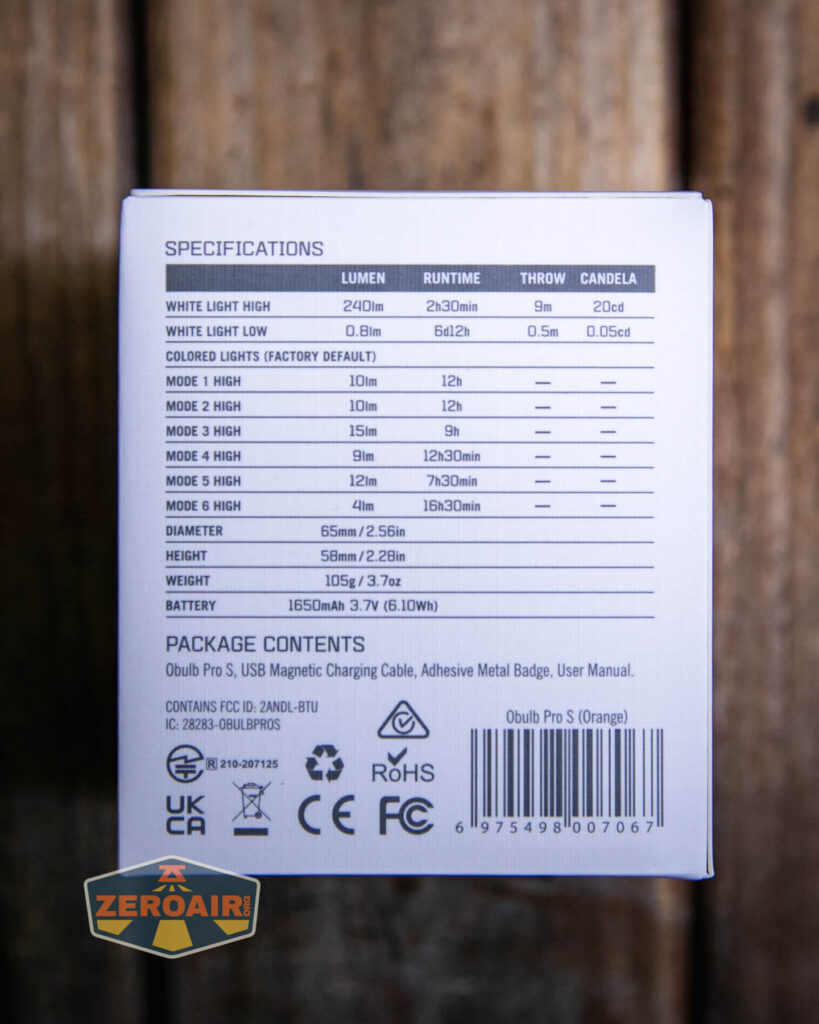 SPECIFICATIONS
LUMEN RUNTIME THROW CANDELA
WHITE LIGHT HIGH 240lm 2h30min 9m 20cd
WHITE LIGHT LOW 0.8lm 6d12h 0.5m 0.05cd
COLORED LIGHTS (FACTORY DEFAULT)
MODE 1 HIGH 10lm 12h — —
MODE 2 HIGH 10lm 12h — —
MODE 3 HIGH 15lm 9h — —
MODE 4 HIGH 9lm 12h30min — —
MODE 5 HIGH 12lm 7h30min — —
MODE 6 HIGH 4lm 16h30min — —
DIAMETER 65mm/2.56in
HEIGHT 58mm/2.28in
WEIGHT 105g/3.7oz
BATTERY 1650mAh 3.7V (6.10Wh)
PACKAGE CONTENTS
Obulb Pro S, USB Magnetic Charging Cable, Adhesive Metal Badge, User Manual.
CONTAINS FCC ID: 2ANDL-BTU
IC: 28283-OBULBPROS
Obulb Pro S (Orange)
R 210-207125
RoHS
UK
CA
CE
FC
6 975498 007067
ZEROAIR.ORG